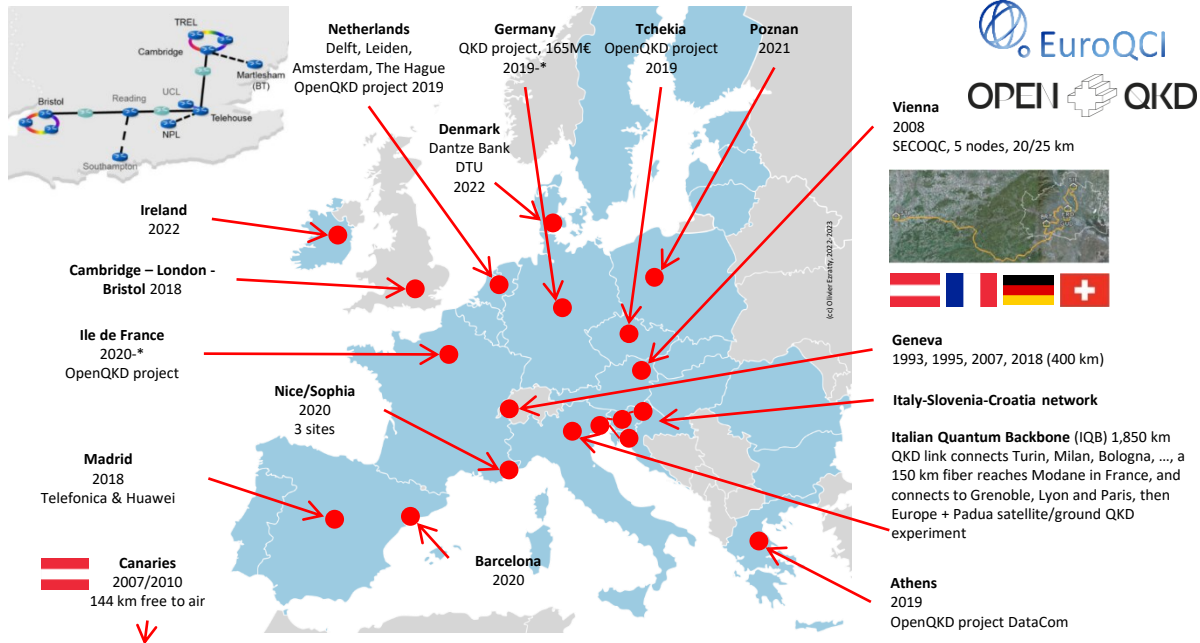 TREL
Cambridge
Martlesham
(BT)
Bristol
Reading
UCL
Telehouse
NPL
Southampton
Netherlands
Delft, Leiden,
Amsterdam, The Hague
OpenQKD project 2019
Germany
QKD project, 165M€
2019-*
Tchekia
OpenQKD project
2019
Poznan
2021
EuroQCI
OPEN QKD
Denmark
Dantze Bank
DTU
2022
Vienna
2008
SECOQC, 5 nodes, 20/25 km
Ireland
2022
Cambridge – London -
Bristol 2018
Ile de France
2020-*
OpenQKD project
Nice/Sophia
2020
3 sites
Madrid
2018
Telefonica & Huawei
Canaries
2007/2010
144 km free to air
Barcelona
2020
(cc) Olivier Ezratty, 2022-2023
Geneva
1993, 1995, 2007, 2018 (400 km)
Italy-Slovenia-Croatia network
Italian Quantum Backbone (IQB) 1,850 km
QKD link connects Turin, Milan, Bologna, …, a
150 km fiber reaches Modane in France, and
connects to Grenoble, Lyon and Paris, then
Europe + Padua satellite/ground QKD
experiment
Athens
2019
OpenQKD project DataCom